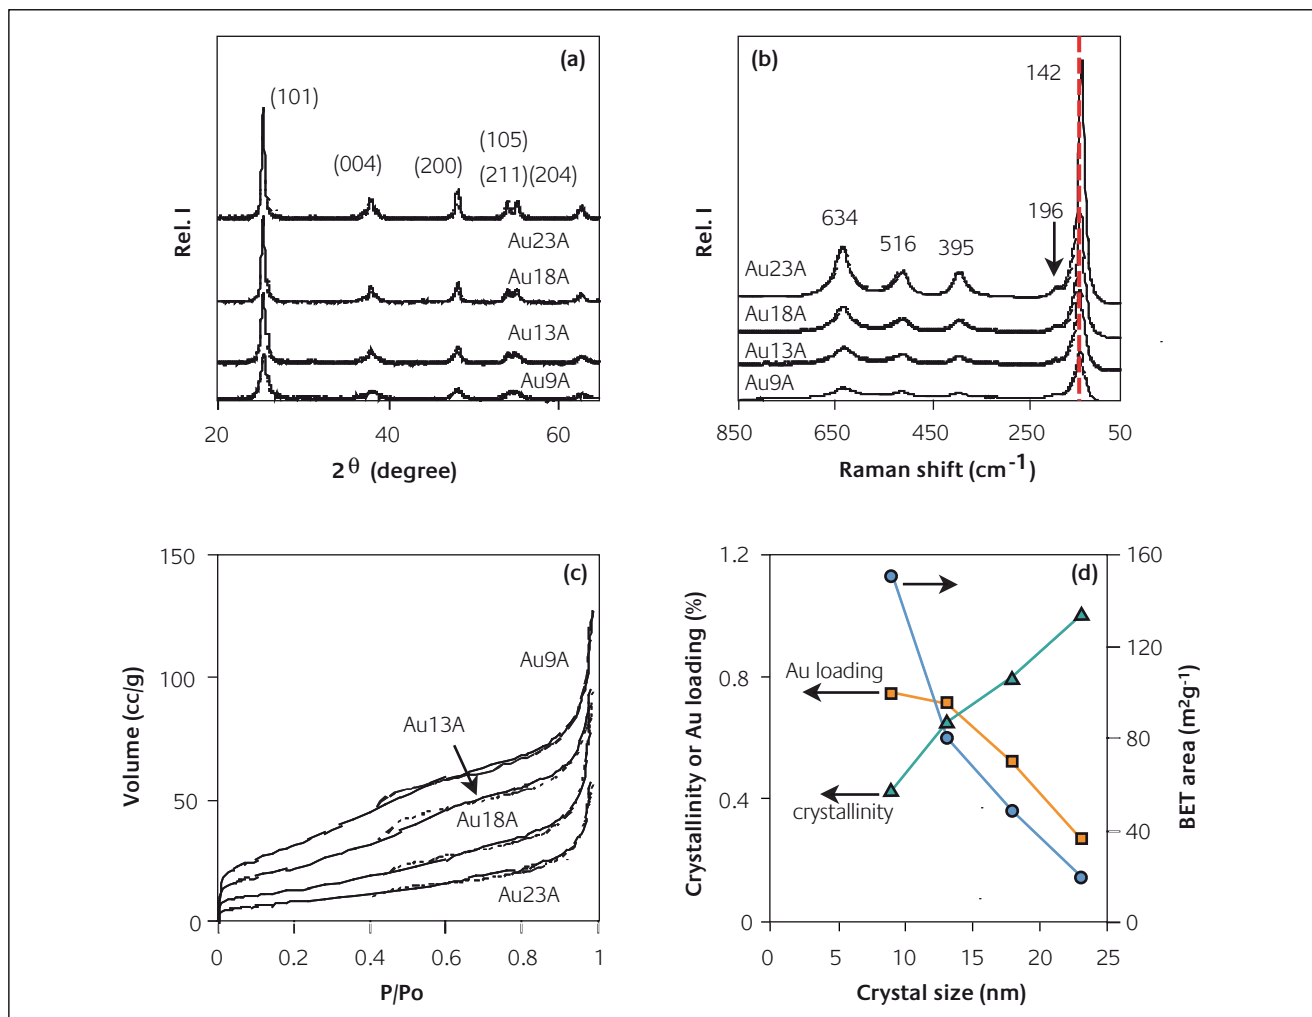 (a)
(101)
(105)
(004)
(200)
(211)(204)
Au23A
Au18A
Au13A
Au9A
Rel. I
20
40
60
2θ (degree)
(b)
142
634
516
395
196
Au23A
Au18A
Au13A
Au9A
Rel. I
850
650
450
250
50
Raman shift (cm-1)
150
100
50
0
(c)
Au9A
Au13A
Au18A
Au23A
Volume (cc/g)
0
0.2
0.4
0.6
0.8
1
P/Po
1.2
0.8
0.4
0
(d)
Au loading
crystallinity
Crystallinity or Au loading (%)
160
120
80
40
0
BET area (m2g-1)
0
5
10
15
20
25
Crystal size (nm)